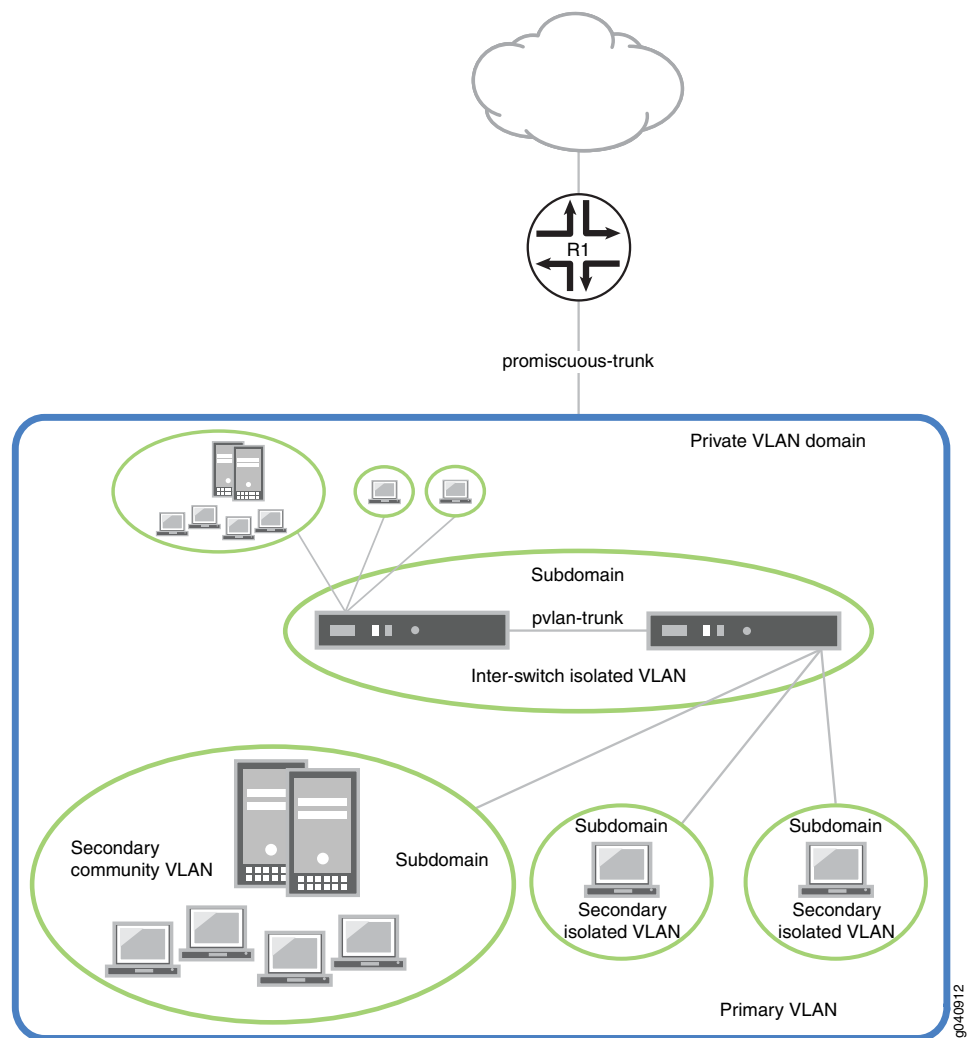 R1
promiscuous-trunk
Private VLAN domain
Subdomain
pvlan-trunk
Inter-switch isolated VLAN
Secondary
community VLAN
Subdomain
Subdomain
Secondary
isolated VLAN
Subdomain
Secondary
isolated VLAN
Primary VLAN
g040912